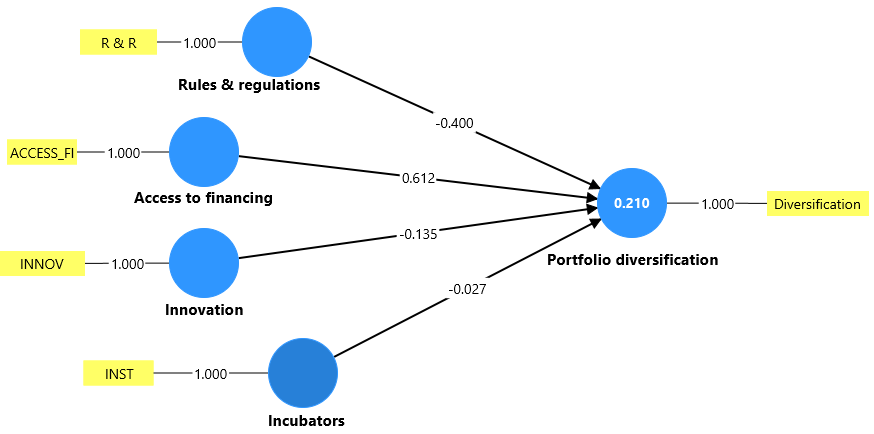 R & R
1.000
Rules & regulations
-0.400
ACCESS_FI
1.000
Access to financing
0.612
INNOV
1.000
Innovation
-0.135
0.210
1.000
Diversification
Portfolio diversification
-0.027
INST
1.000
Incubators